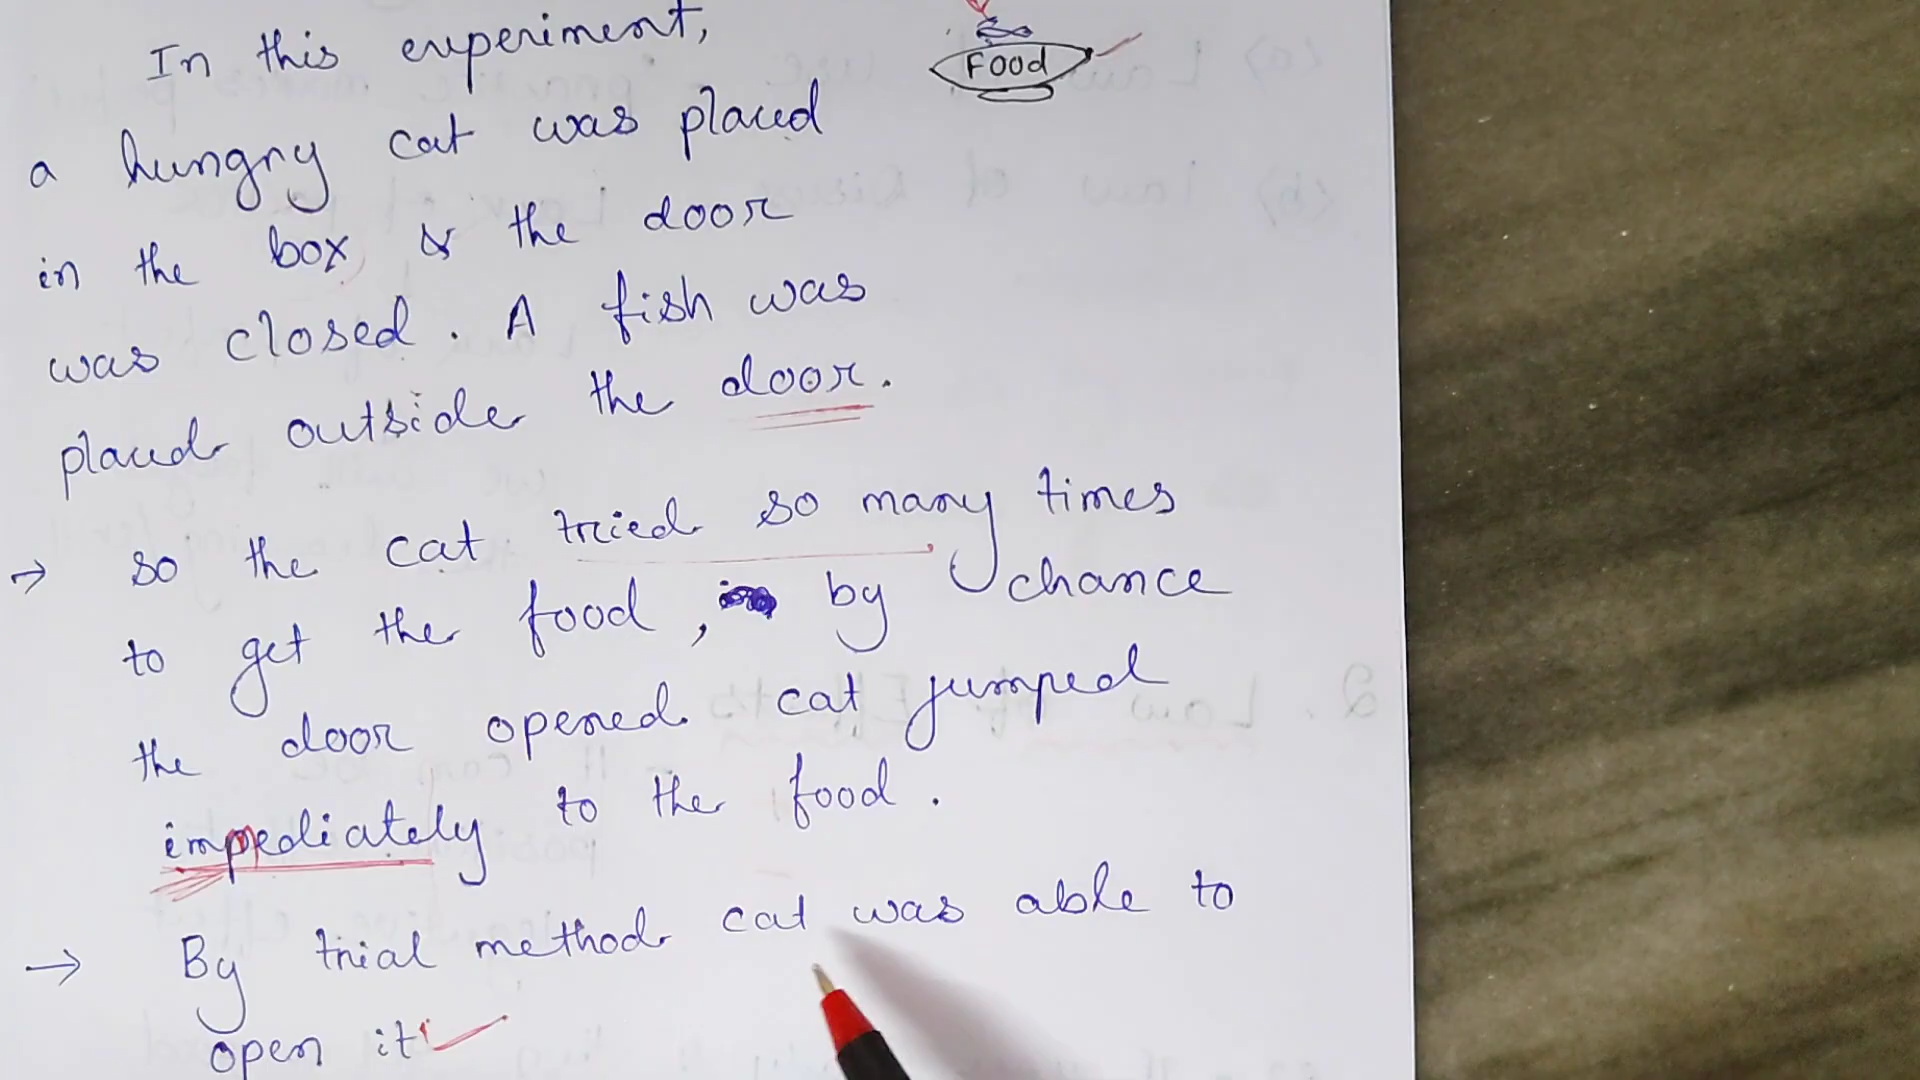 In this experiment,
Food
a hungry cat was placed
in the box & the door
was closed. A fish was
placed outside the door.
→ so the cat tried so many times
to get the food, by chance
the door opened. cat jumped
immediately to the food.
→ By trial method cat was able to
open it